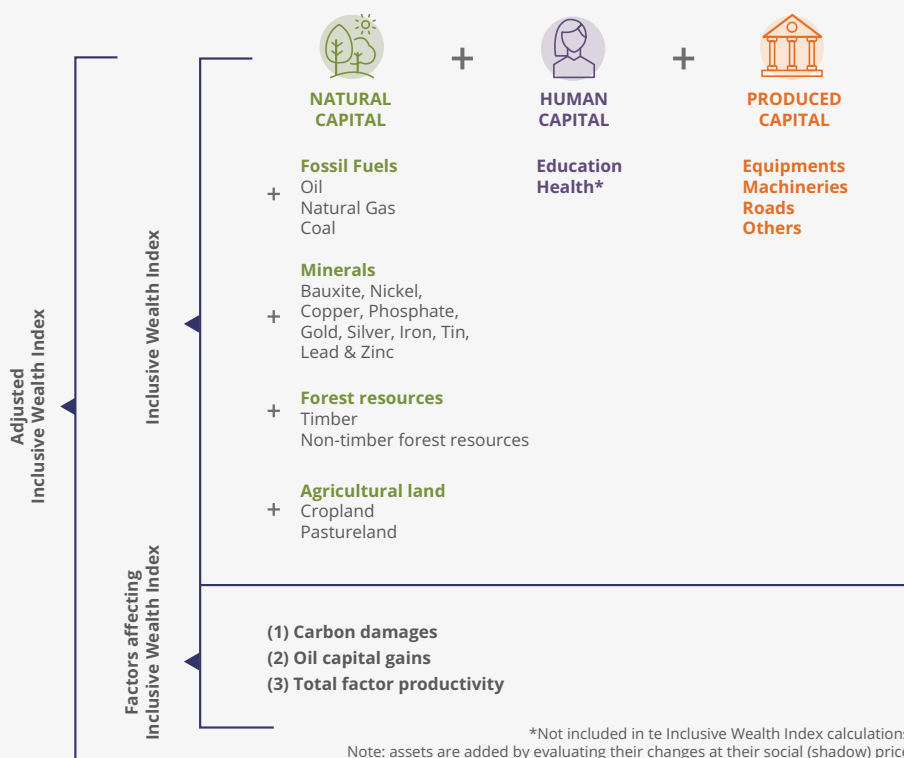 +
+
NATURAL
CAPITAL
HUMAN
CAPITAL
PRODUCED
CAPITAL
Fossil Fuels
+ Oil
Natural Gas
Coal
Education
Health*
Equipments
Machineries
Roads
Others
Minerals
Bauxite, Nickel,
+ Copper, Phosphate,
Gold, Silver, Iron, Tin,
Lead & Zinc
Forest resources
+ Timber
Non-timber forest resources
Agricultural land
+ Cropland
Pastureland
Adjusted
Inclusive Wealth Index
Inclusive Wealth Index
Factors affecting
Inclusive Wealth Index
(1) Carbon damages
(2) Oil capital gains
(3) Total factor productivity
*Not included in te Inclusive Wealth Index calculations
Note: assets are added by evaluating their changes at their social (shadow) price